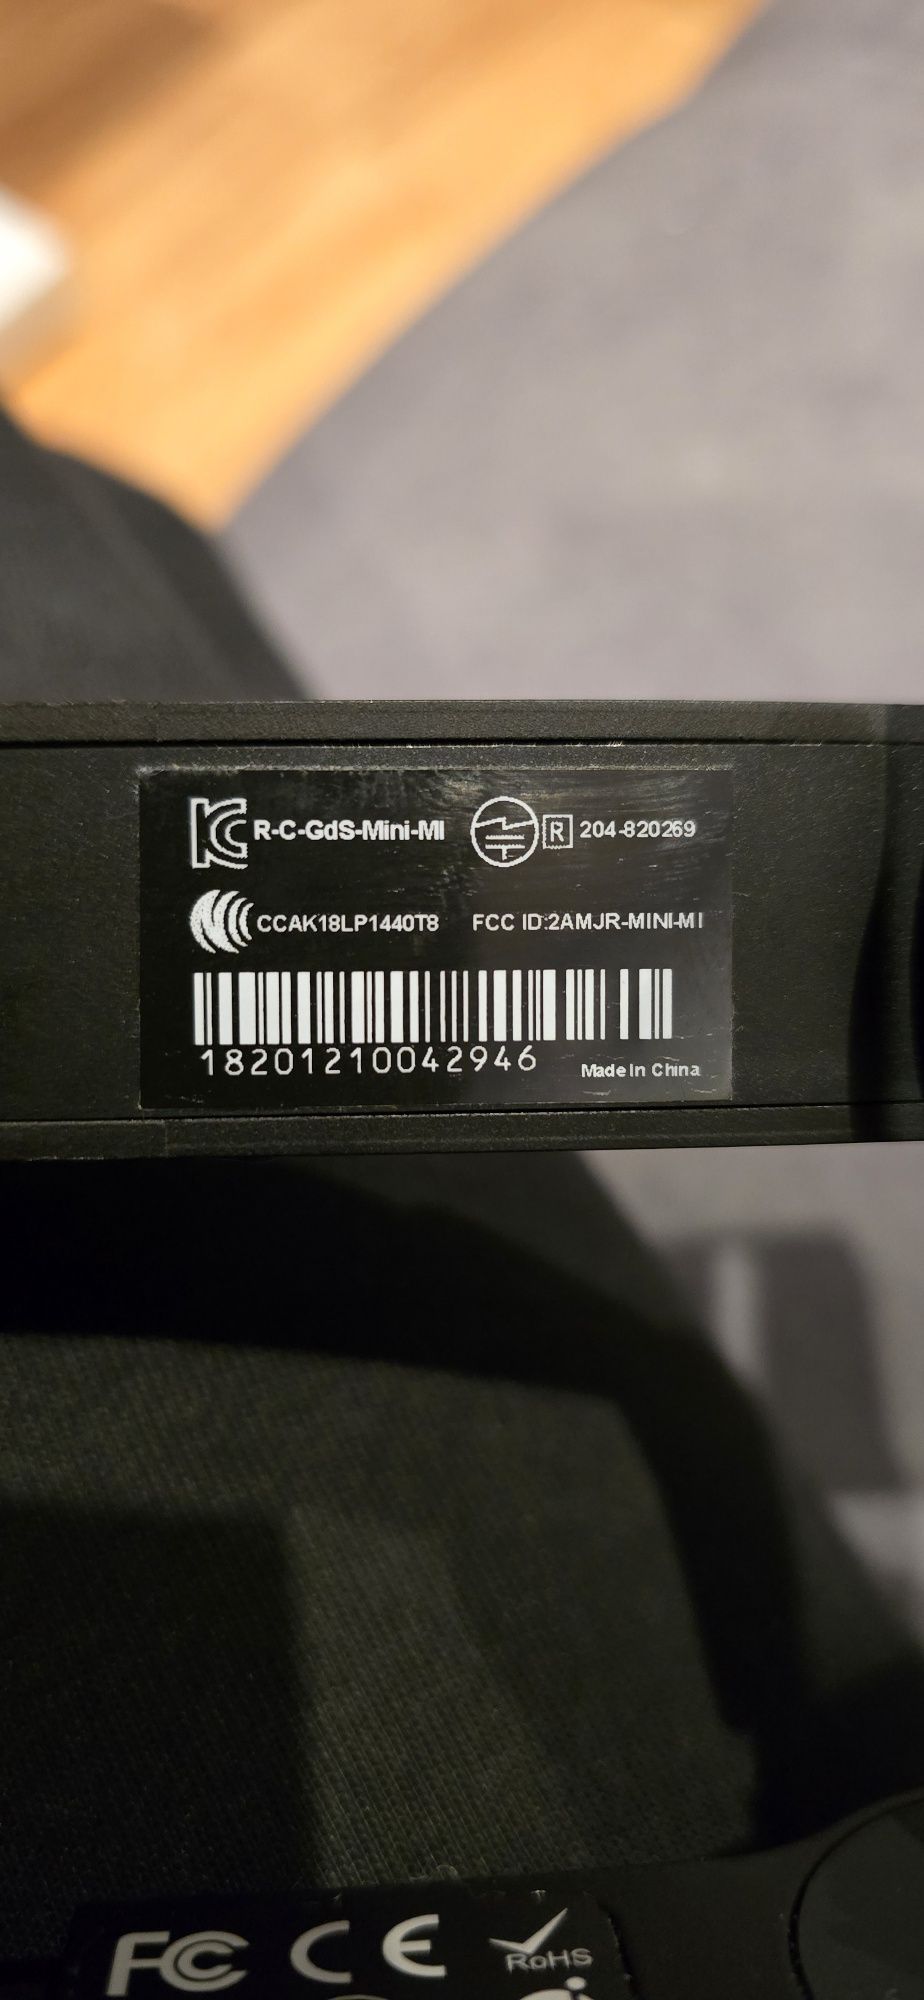 R-C-GdS-Mini-MI R 204-820269
CCAK18LP1440T8 FCC ID:2AMJR-MINI-MI
18201210042946 Made In China
FC CE RoHS